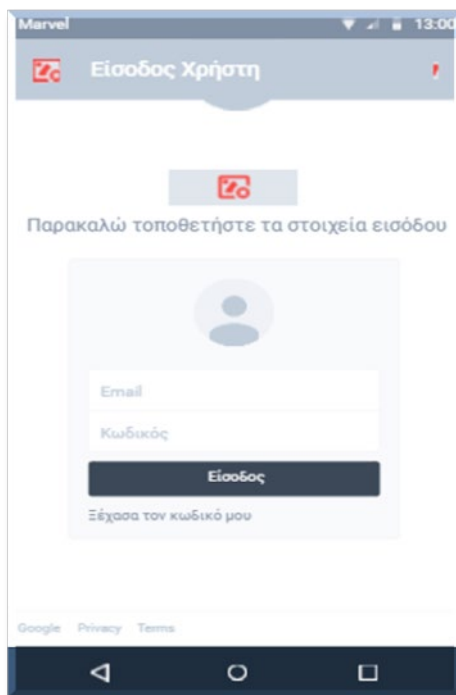 Marvel 13:00
Είσοδος Χρήστη
Παρακαλώ τοποθετήστε τα στοιχεία εισόδου
Email
Κωδικός
Είσοδος
Ξέχασα τον κωδικό μου
Google Privacy Terms